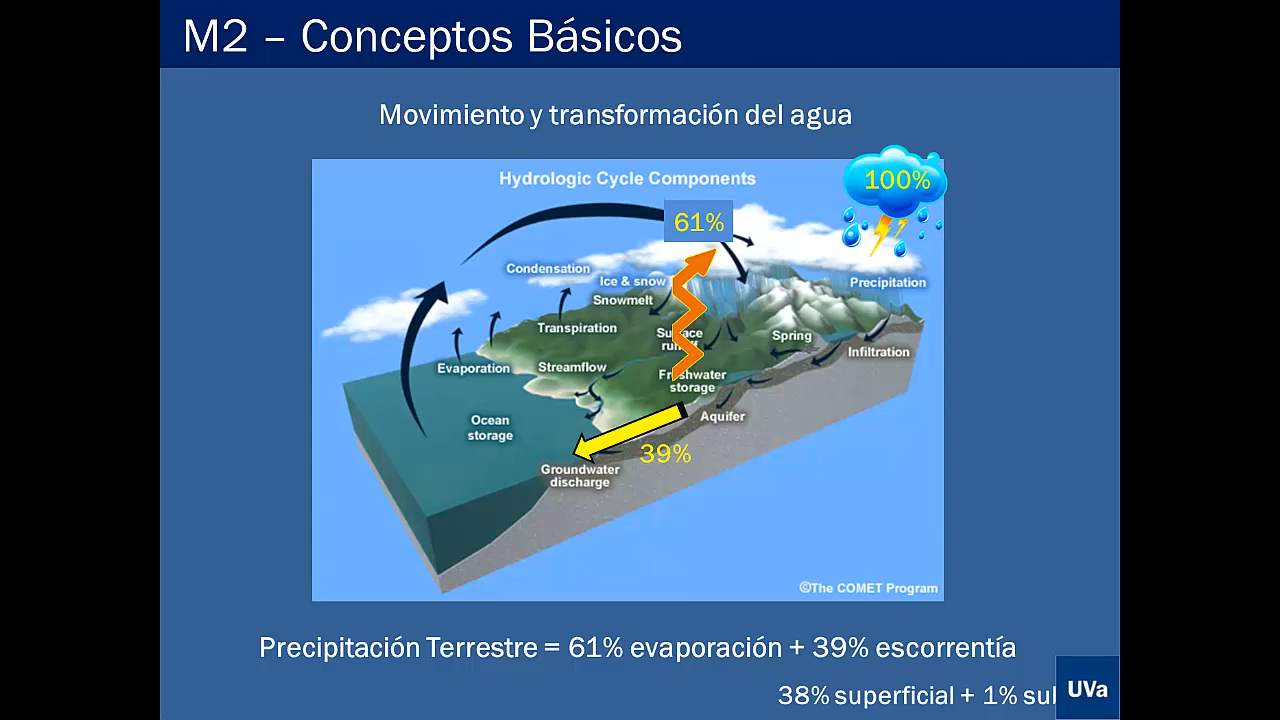 M2 – Conceptos Básicos
Movimiento y transformación del agua
Hydrologic Cycle Components
100%
61%
Condensation
Ice & snow
Precipitation
Snowmelt
Transpiration
Spring
Infiltration
Evaporation
Streamflow
Freshwater
storage
Ocean
storage
Aquifer
39%
Groundwater
discharge
©The COMET Program
Precipitación Terrestre = 61% evaporación + 39% escorrentía
38% superficial + 1%
UVa